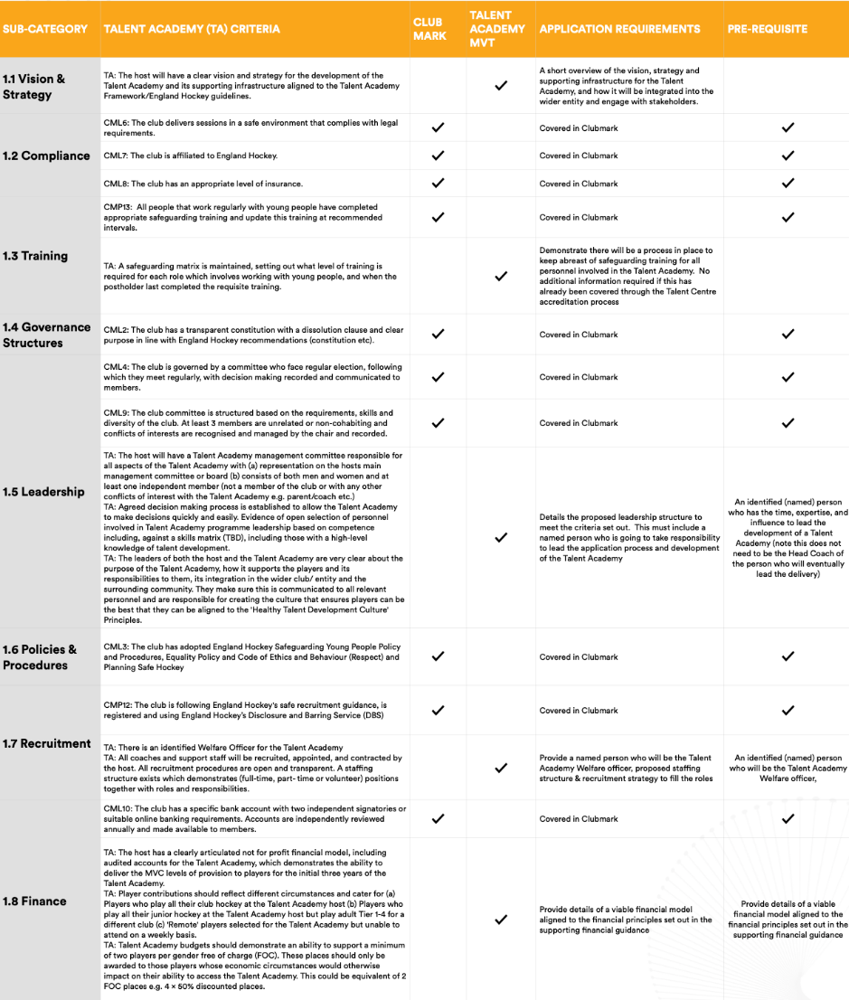 SUB-CATEGORY
TALENT ACADEMY (TA) CRITERIA
CLUB
MARK
TALENT
ACADEMY
MVT
APPLICATION REQUIREMENTS
PRE-REQUISITE
1.1 Vision &
Strategy
TA: The host will have a clear vision and strategy for the development of the
Talent Academy and its supporting infrastructure aligned to the Talent Academy
Framework/England Hockey guidelines.
✓
A short overview of the vision, strategy and
supporting infrastructure for the Talent
Academy, and how it will be integrated into the
wider entity and engage with stakeholders.
1.2 Compliance
CML6: The club delivers sessions in a safe environment that complies with legal
requirements.
✓
Covered in Clubmark
✓
CML7: The club is affiliated to England Hockey.
✓
Covered in Clubmark
✓
CML8: The club has an appropriate level of insurance.
✓
Covered in Clubmark
✓
1.3 Training
CMP13: All people that work regularly with young people have completed
appropriate safeguarding training and update this training at recommended
intervals.
✓
Covered in Clubmark
✓
TA: A safeguarding matrix is maintained, setting out what level of training is
required for each role which involves working with young people, and when the
postholder last completed the requisite training.
✓
Demonstrate there will be a process in place to
keep abreast of safeguarding training for all
personnel involved in the Talent Academy. No
additional information required if this has
already been covered through the Talent Centre
accreditation process
1.4 Governance
Structures
CML2: The club has a transparent constitution with a dissolution clause and clear
purpose in line with England Hockey recommendations (constitution etc).
✓
Covered in Clubmark
✓
1.5 Leadership
CML4: The club is governed by a committee who face regular election, following
which they meet regularly, with decision making recorded and communicated to
members.
✓
Covered in Clubmark
✓
CML9: The club committee is structured based on the requirements, skills and
diversity of the club. At least 3 members are unrelated or non-cohabiting and
conflicts of interests are recognised and managed by the chair and recorded.
✓
Covered in Clubmark
✓
TA: The host will have a Talent Academy management committee responsible for
all aspects of the Talent Academy with (a) representation on the hosts main
management committee or board (b) consists of both men and women and at
least one independent member (not a member of the club or with any other
conflicts of interest with the Talent Academy e.g. parent/coach etc.)
TA: Agreed decision making process is established to allow the Talent Academy
to make decisions quickly and easily. Evidence of open selection of personnel
involved in Talent Academy programme leadership based on competence
including, against a skills matrix (TBD), including those with a high-level
knowledge of talent development.
TA: The leaders of both the host and the Talent Academy are very clear about the
purpose of the Talent Academy, how it supports the players and its
responsibilities to them, its integration in the wider club/ entity and the
surrounding community. They make sure this is communicated to all relevant
personnel and are responsible for creating the culture that ensures players can be
the best that they can be aligned to the 'Healthy Talent Development Culture'
Principles.
✓
Details the proposed leadership structure to
meet the criteria set out. This must include a
named person who is going to take responsibility
to lead the application process and development
of the Talent Academy
An identified (named) person
who has the time, expertise, and
influence to lead the
development of a Talent
Academy (note this does not
need to be the Head Coach of
the person who will eventually
lead the delivery)
1.6 Policies &
Procedures
CML3: The club has adopted England Hockey Safeguarding Young People Policy
and Procedures, Equality Policy and Code of Ethics and Behaviour (Respect) and
Planning Safe Hockey
✓
Covered in Clubmark
✓
1.7 Recruitment
CMP12: The club is following England Hockey's safe recruitment guidance, is
registered and using England Hockey's Disclosure and Barring Service (DBS)
✓
Covered in Clubmark
✓
TA: There is an identified Welfare Officer for the Talent Academy
TA: All coaches and support staff will be recruited, appointed, and contracted by
the host. All recruitment procedures are open and transparent. A staffing
structure exists which demonstrates (full-time, part- time or volunteer) positions
together with roles and responsibilities.
✓
Provide a named person who will be the Talent
Academy Welfare officer, proposed staffing
structure & recruitment strategy to fill the roles
An identified (named) person
who will be the Talent Academy
Welfare officer,
1.8 Finance
CML10: The club has a specific bank account with two independent signatories or
suitable online banking requirements. Accounts are independently reviewed
annually and made available to members.
✓
Covered in Clubmark
✓
TA: The host has a clearly articulated not for profit financial model, including
audited accounts for the Talent Academy, which demonstrates the ability to
deliver the MVC levels of provision to players for the initial three years of the
Talent Academy.
TA: Player contributions should reflect different circumstances and cater for (a)
Players who play all their club hockey at the Talent Academy host (b) Players who
play all their junior hockey at the Talent Academy host but play adult Tier 1-4 for a
different club (c) 'Remote' players selected for the Talent Academy but unable to
attend on a weekly basis.
TA: Talent Academy budgets should demonstrate an ability to support a minimum
of two players per gender free of charge (FOC). These places should only be
awarded to those players whose economic circumstances would otherwise
impact on their ability to access the Talent Academy. This could be equivalent of 2
FOC places e.g. 4 x 50% discounted places.
✓
Provide details of a viable financial model
aligned to the financial principles set out in the
supporting financial guidance
Provide details of a viable
financial model aligned to the
financial principles set out in the
supporting financial guidance